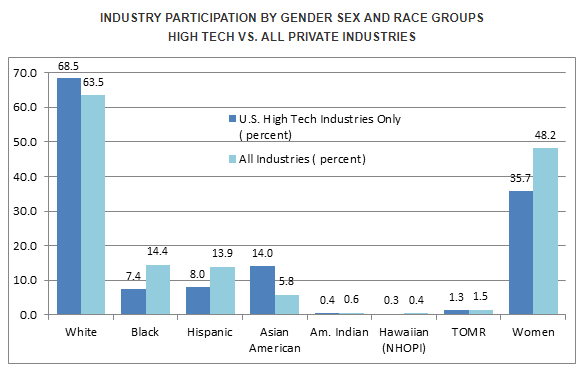 INDUSTRY PARTICIPATION BY GENDER SEX AND RACE GROUPS
HIGH TECH VS. ALL PRIVATE INDUSTRIES
70.0
60.0
50.0
40.0
30.0
20.0
10.0
0.0
68.5
63.5
7.4
14.4
8.0
13.9
14.0
5.8
0.4
0.6
0.3
0.4
1.3
1.5
35.7
48.2
U.S. High Tech Industries Only
( percent)
All Industries ( percent)
White
Black
Hispanic
Asian
American
Am. Indian
Hawaiian
(NHOPI)
TOMR
Women